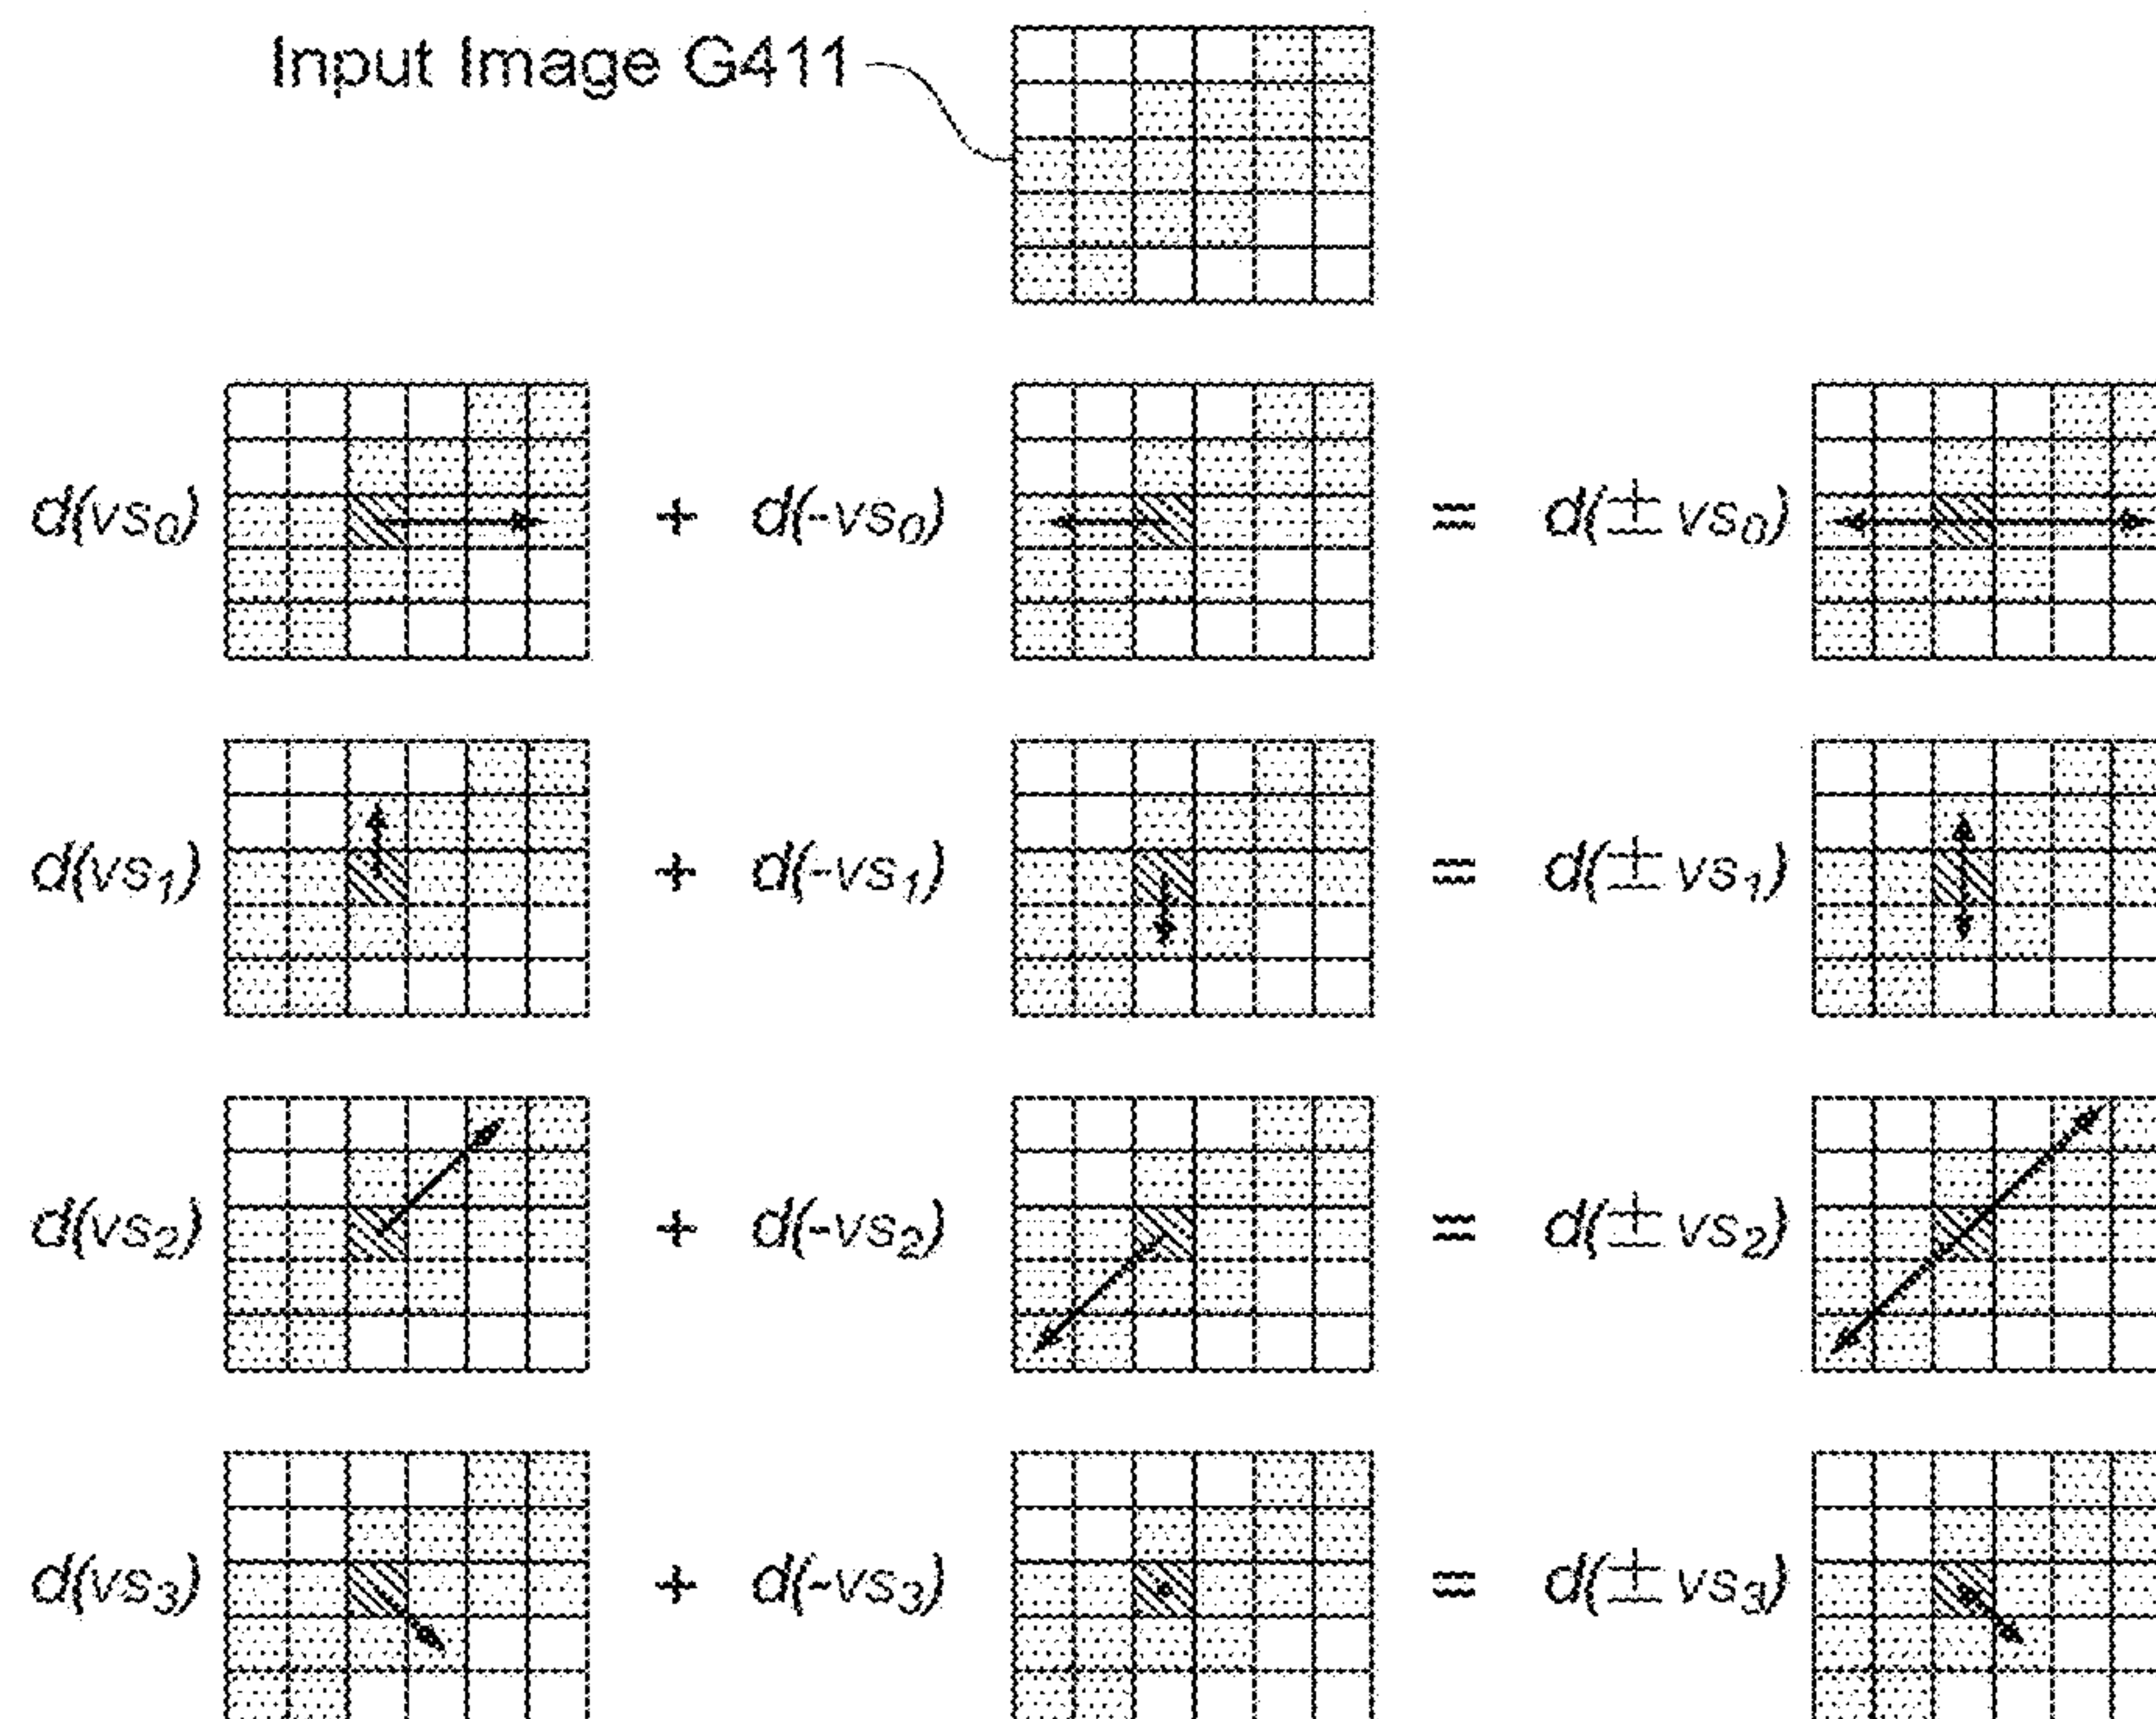 Input Image G411
d(vs₀) + d(-vs₀) = d(± vs₀)
d(vs₁) + d(-vs₁) = d(± vs₁)
d(vs₂) + d(-vs₂) = d(± vs₂)
d(vs₃) + d(-vs₃) = d(± vs₃)